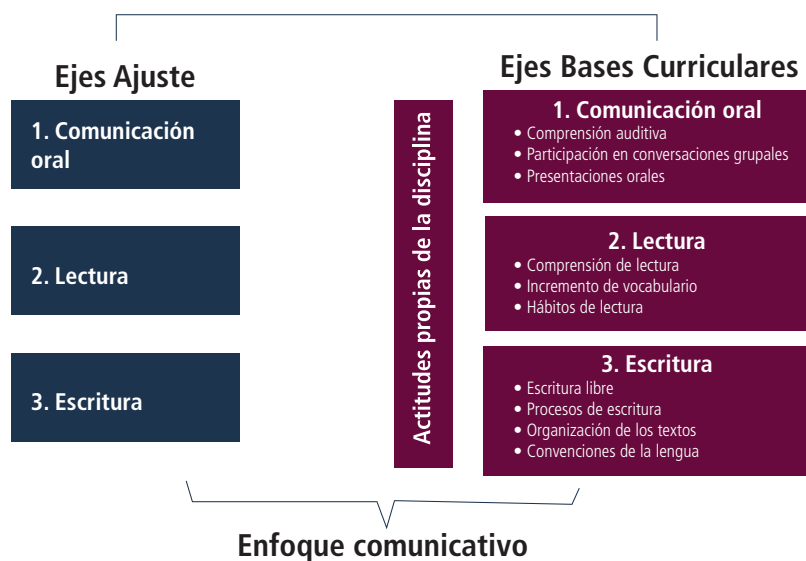 Ejes Ajuste
1. Comunicación
oral
2. Lectura
3. Escritura
Actitudes propias de la disciplina
Ejes Bases Curriculares
1. Comunicación oral
• Comprensión auditiva
• Participación en conversaciones grupales
• Presentaciones orales
2. Lectura
• Comprensión de lectura
• Incremento de vocabulario
• Hábitos de lectura
3. Escritura
• Escritura libre
• Procesos de escritura
• Organización de los textos
• Convenciones de la lengua
Enfoque comunicativo